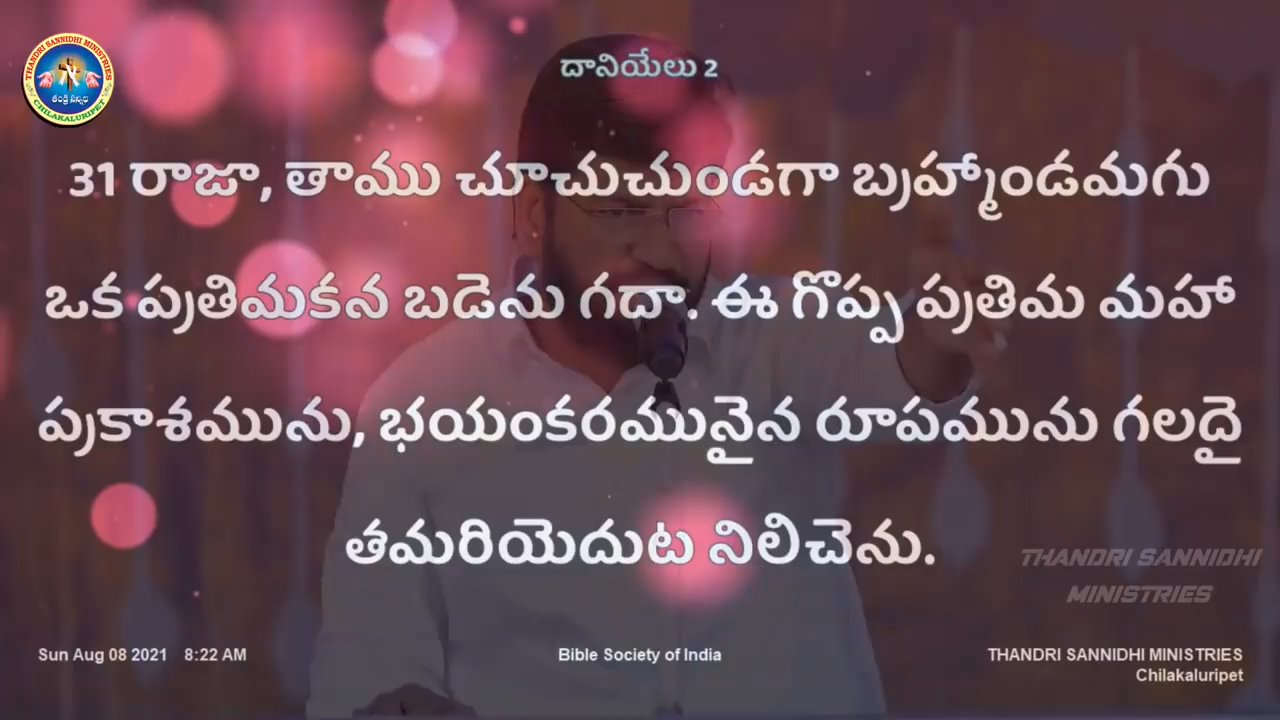 THANDRI SANNIDHI MINISTRIES
తండ్రి సన్నిధి
CHILAKALURIPET
దానియేలు 2
31 రాజా, తాము చూచుచుండగా బ్రహ్మాండమగు
ఒక ప్రతిమకన బడెను గదా. ఈ గొప్ప ప్రతిమ మహా
ప్రకాశమును, భయంకరమునైన రూపమును గలదై
తమరియెదుట నిలిచెను.
THANDRI SANNIDHI
MINISTRIES
Sun Aug 08 2021 8:22 AM
Bible Society of India
THANDRI SANNIDHI MINISTRIES
Chilakaluripet